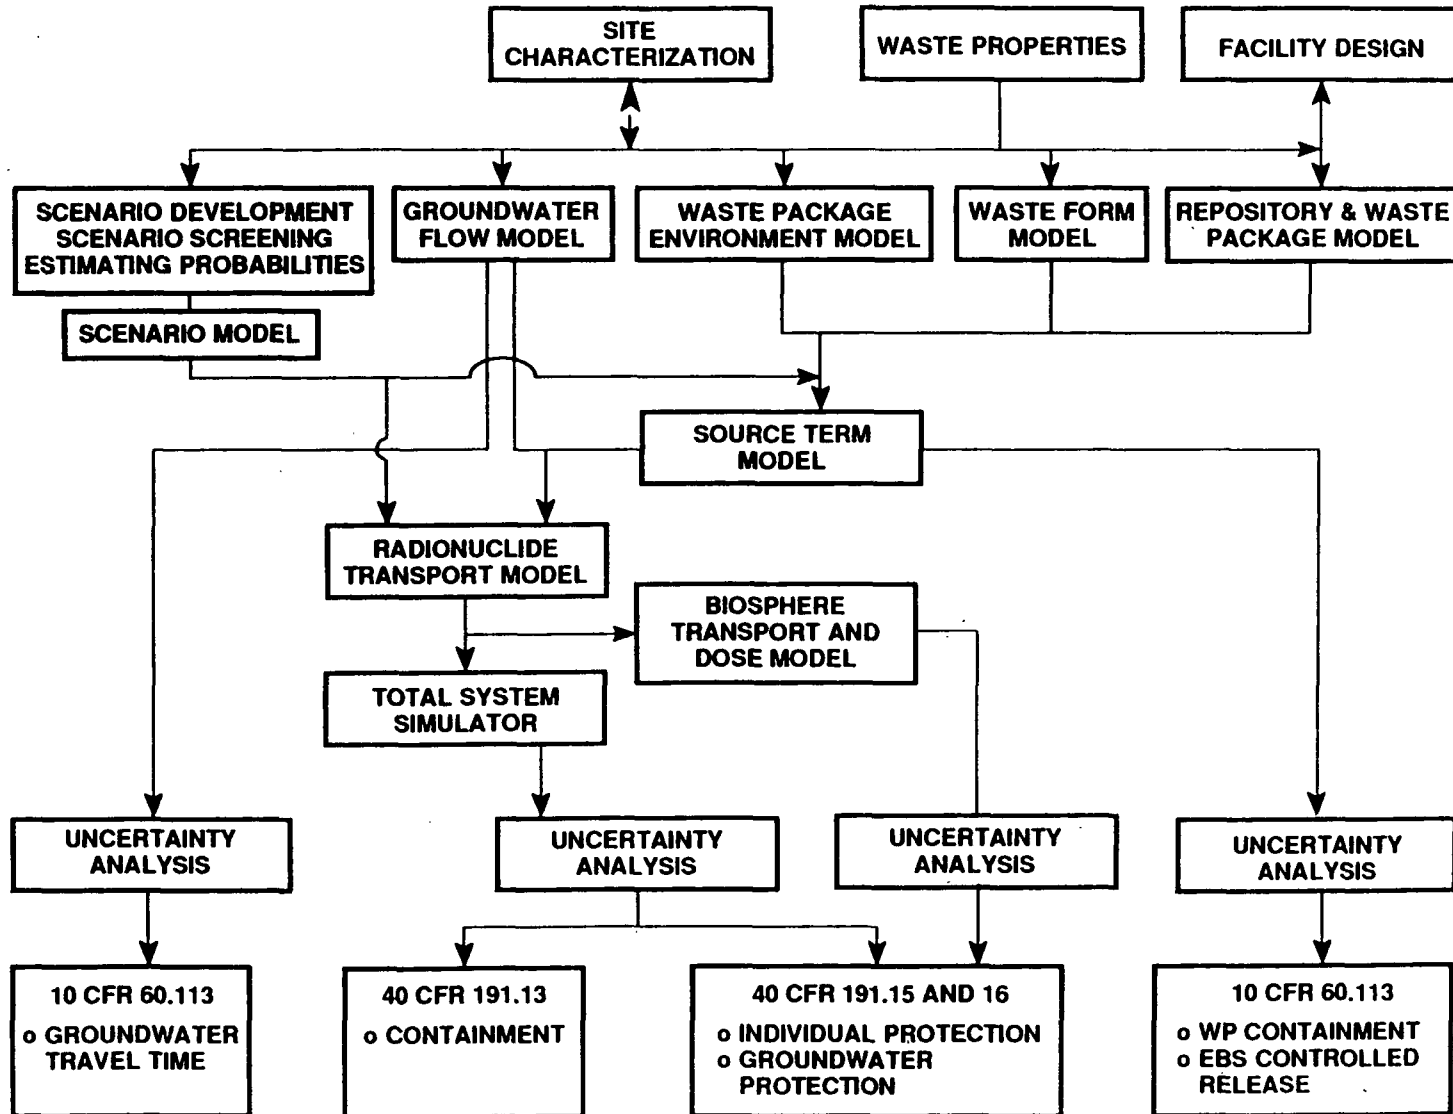 SITE
CHARACTERIZATION
WASTE PROPERTIES
FACILITY DESIGN
SCENARIO DEVELOPMENT
SCENARIO SCREENING
ESTIMATING PROBABILITIES
GROUNDWATER
FLOW MODEL
WASTE PACKAGE
ENVIRONMENT MODEL
WASTE FORM
MODEL
REPOSITORY & WASTE
PACKAGE MODEL
SCENARIO MODEL
SOURCE TERM
MODEL
RADIONUCLIDE
TRANSPORT MODEL
BIOSPHERE
TRANSPORT AND
DOSE MODEL
TOTAL SYSTEM
SIMULATOR
UNCERTAINTY
ANALYSIS
UNCERTAINTY
ANALYSIS
UNCERTAINTY
ANALYSIS
UNCERTAINTY
ANALYSIS
10 CFR 60.113
o GROUNDWATER
TRAVEL TIME
40 CFR 191.13
o CONTAINMENT
40 CFR 191.15 AND 16
o INDIVIDUAL PROTECTION
o GROUNDWATER
PROTECTION
10 CFR 60.113
o WP CONTAINMENT
o EBS CONTROLLED
RELEASE